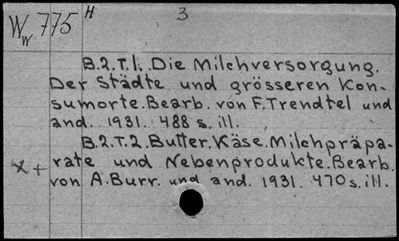 Ww 775 H 3
B.2.T.1. Die Milchversorgung.
Der Städte und grösseren Kon-
sumorte. Bearb. von F. Trendtel und
and. 1931. 488 s. ill.
B.2.T.2. Butter. Käse. Milchpräpa-
rate und Nebenprodukte. Bearb.
von A. Burr. und and. 1931. 470 s. ill.